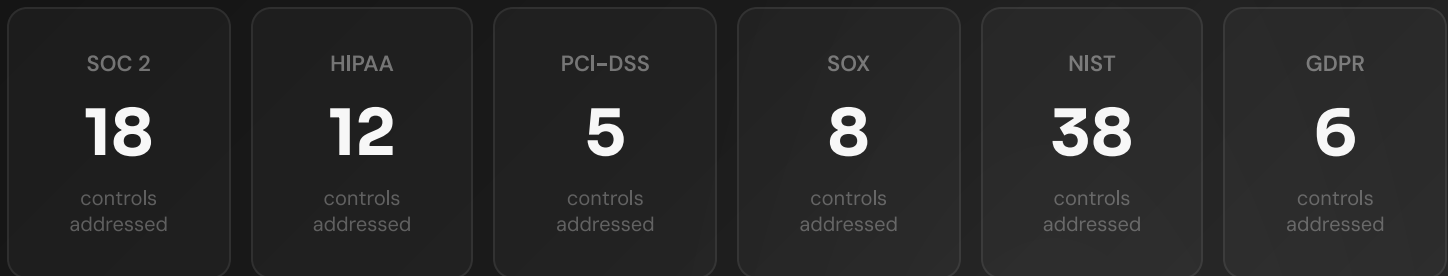 SOC 2
18
controls
addressed
HIPAA
12
controls
addressed
PCI-DSS
5
controls
addressed
SOX
8
controls
addressed
NIST
38
controls
addressed
GDPR
6
controls
addressed